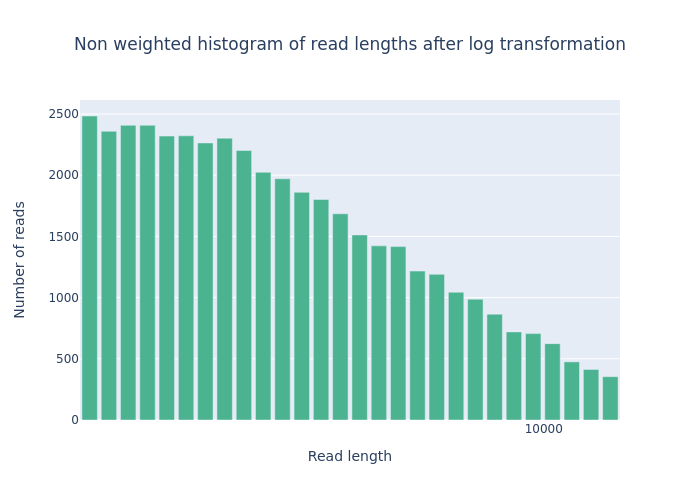 Non weighted histogram of read lengths after log transformation
2500
2000
1500
1000
500
0
Number of reads
10000
Read length